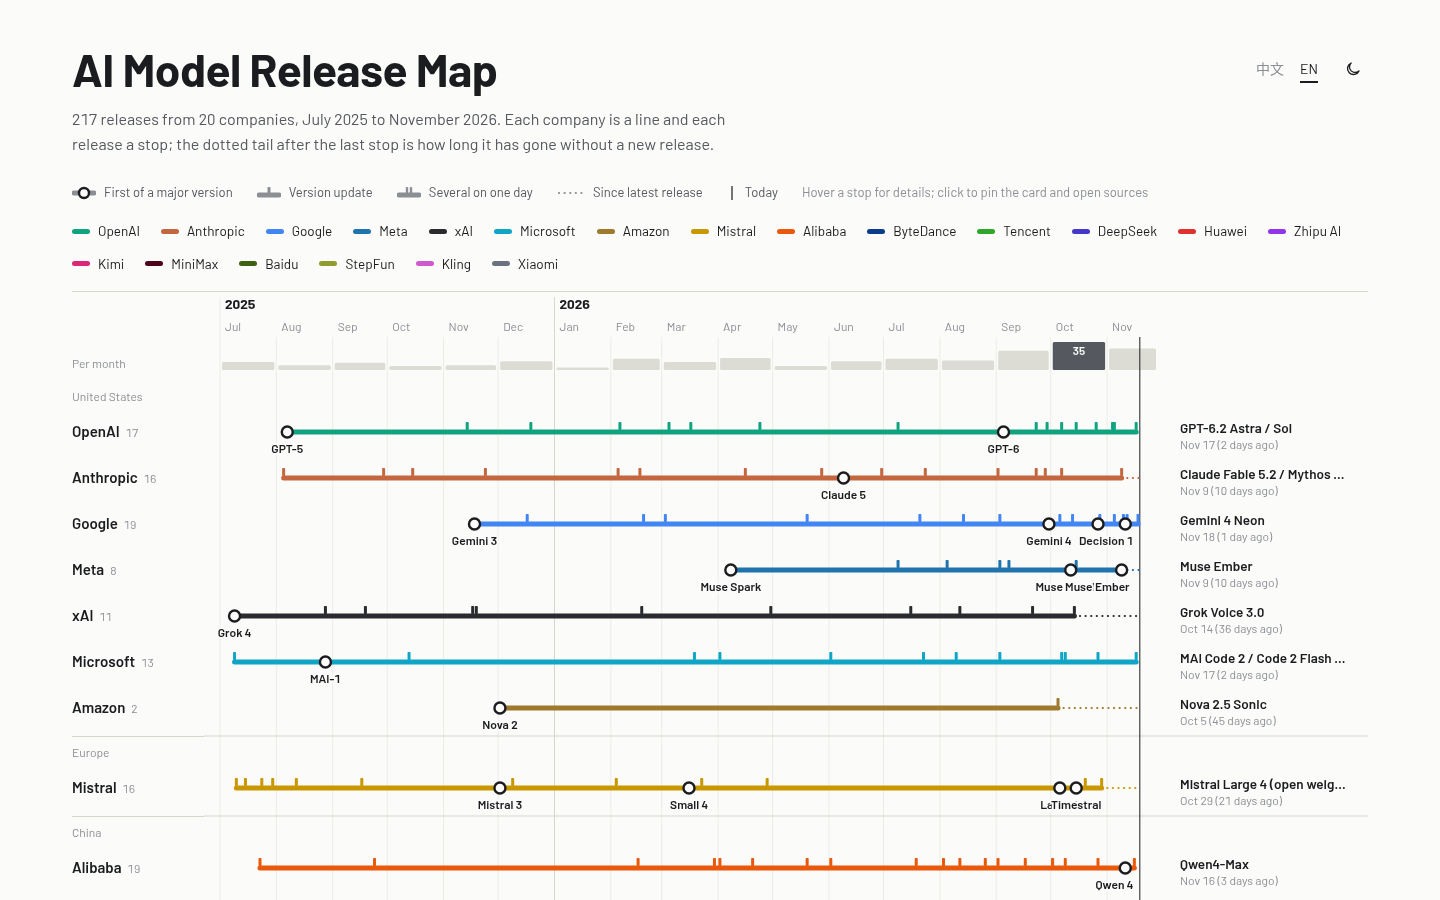 AI Model Release Map
中文 EN
217 releases from 20 companies, July 2025 to November 2026. Each company is a line and each
release a stop; the dotted tail after the last stop is how long it has gone without a new release.
First of a major version Version update Several on one day Since latest release Today Hover a stop for details; click to pin the card and open sources
OpenAI Anthropic Google Meta xAI Microsoft Amazon Mistral Alibaba ByteDance Tencent DeepSeek Huawei Zhipu AI
Kimi MiniMax Baidu StepFun Kling Xiaomi
2025 2026
Jul Aug Sep Oct Nov Dec Jan Feb Mar Apr May Jun Jul Aug Sep Oct Nov
Per month 35
United States
OpenAI 17 GPT-6.2 Astra / Sol
Nov 17 (2 days ago)
GPT-5 GPT-6
Anthropic 16 Claude Fable 5.2 / Mythos ...
Nov 9 (10 days ago)
Claude 5
Google 19 Gemini 4 Neon
Nov 18 (1 day ago)
Gemini 3 Gemini 4 Decision 1
Meta 8 Muse Ember
Nov 9 (10 days ago)
Muse Spark Muse Muse Ember
xAI 11 Grok Voice 3.0
Oct 14 (36 days ago)
Grok 4
Microsoft 13 MAI Code 2 / Code 2 Flash ...
Nov 17 (2 days ago)
MAI-1
Amazon 2 Nova 2.5 Sonic
Oct 5 (45 days ago)
Nova 2
Europe
Mistral 16 Mistral Large 4 (open weig...
Oct 29 (21 days ago)
Mistral 3 Small 4
China
Alibaba 19 Qwen4-Max
Nov 16 (3 days ago)
Qwen 4